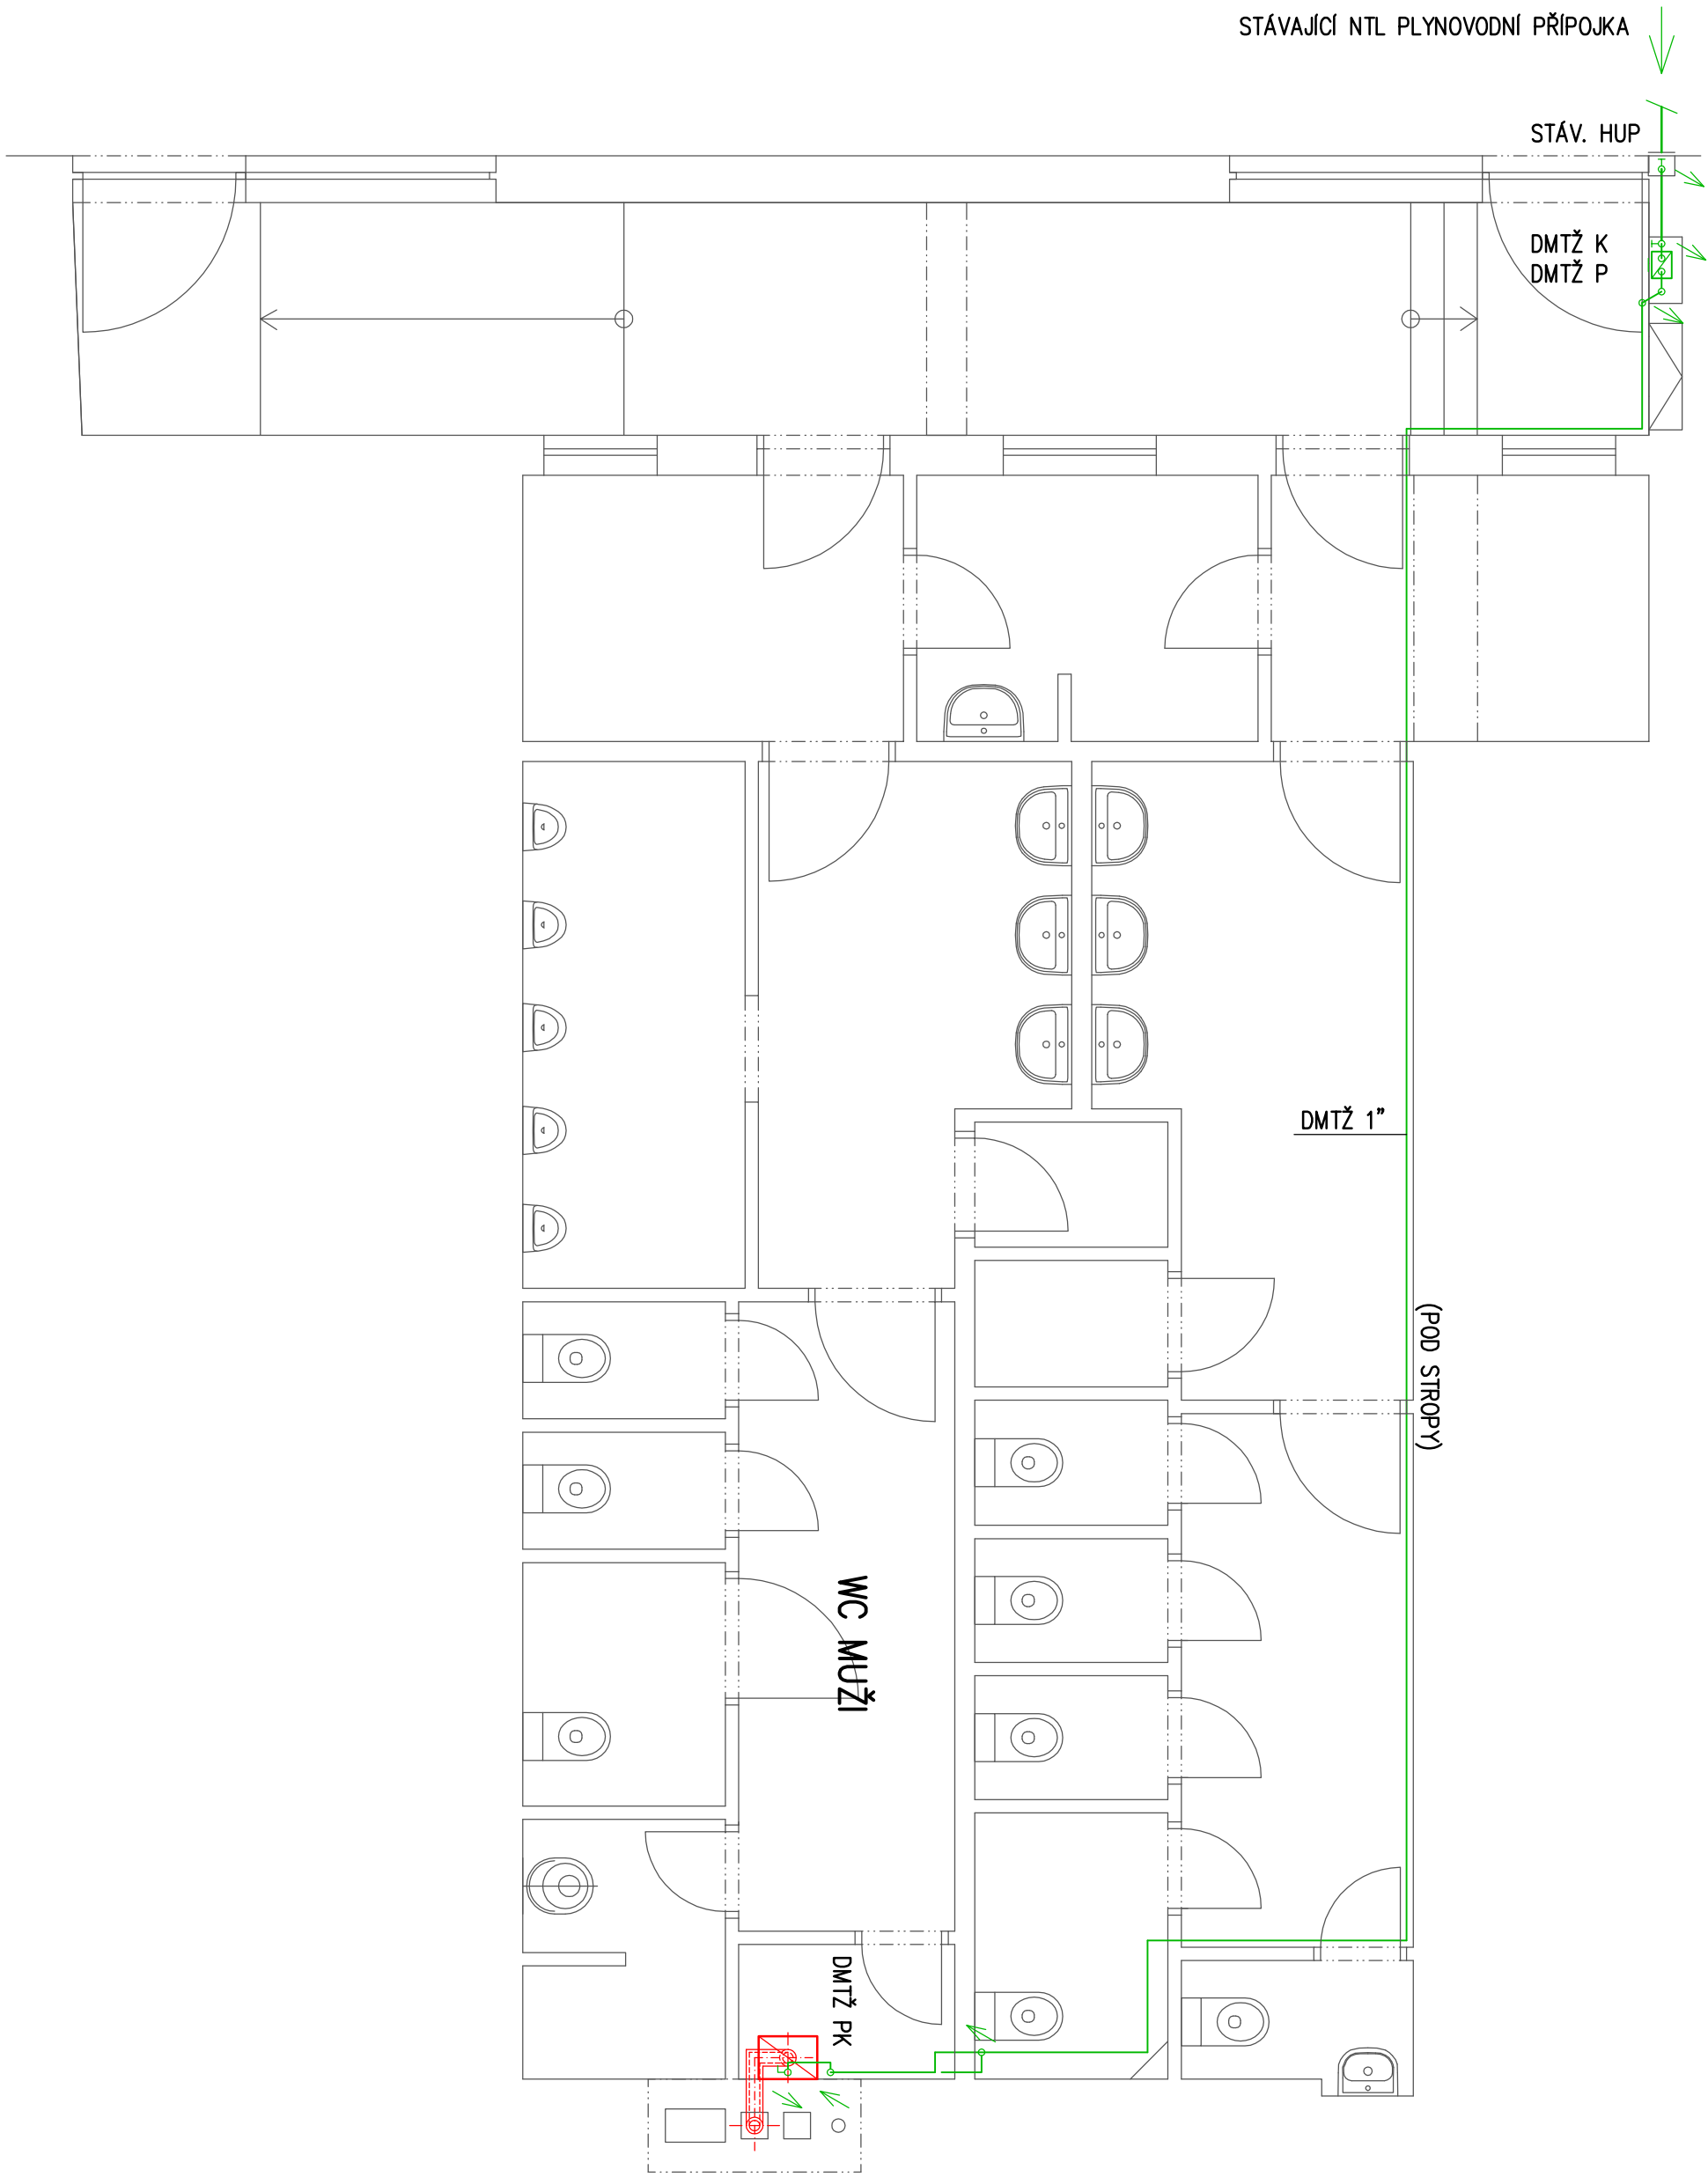 STÁVAJÍCÍ NTL PLYNOVODNÍ PŘÍPOJKA
STÁV. HUP
DMTŽ K
DMTŽ P
DMTŽ 1"
(POD STROPY)
WC MUŽI
DMTŽ PK